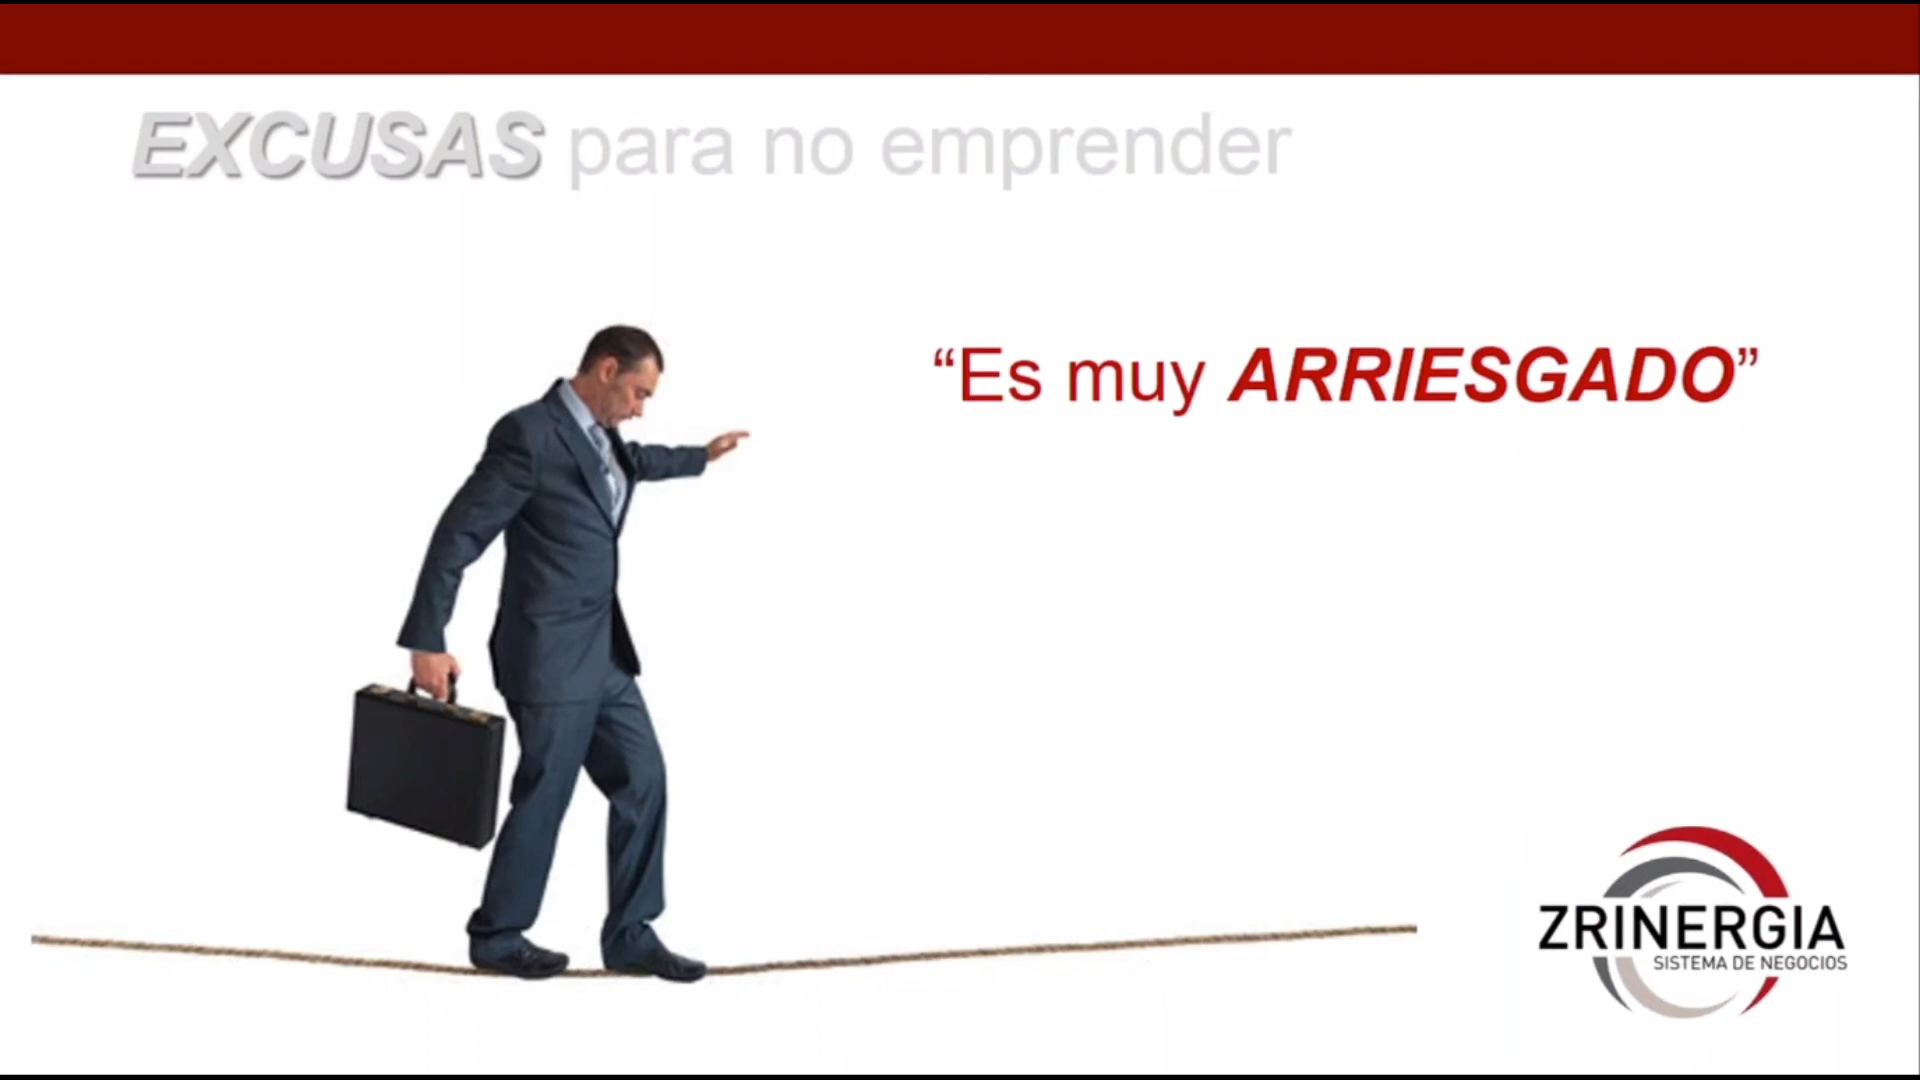 EXCUSAS para no emprender
“Es muy ARRIESGADO”
ZRINERGIA
SISTEMA DE NEGOCIOS